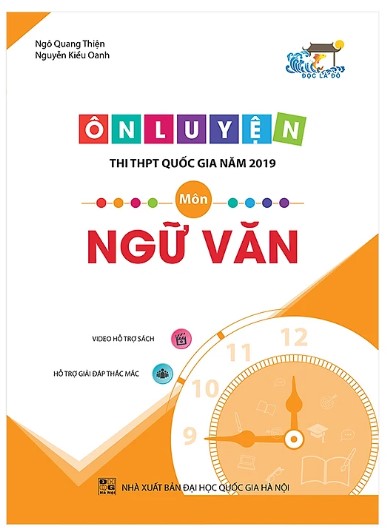 Ngô Quang Thiện
Nguyễn Kiều Oanh
ĐỌC LÀ ĐỖ
ÔN LUYỆN
THI THPT QUỐC GIA NĂM 2019
Môn
NGỮ VĂN
VIDEO HỖ TRỢ SÁCH
HỖ TRỢ GIẢI ĐÁP THẮC MẮC
12
11
10
9
NHÀ XUẤT BẢN ĐẠI HỌC QUỐC GIA HÀ NỘI